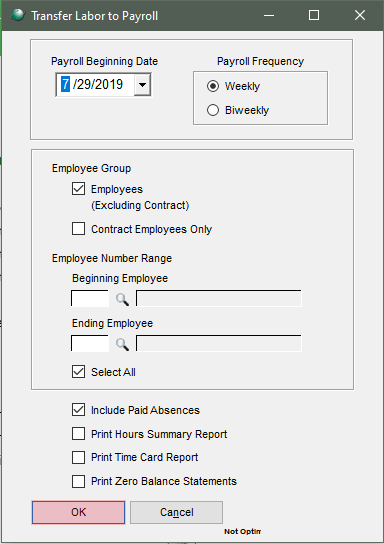 Transfer Labor to Payroll
Payroll Beginning Date
7 /29/2019
Payroll Frequency
Weekly
Biweekly
Employee Group
Employees
(Excluding Contract)
Contract Employees Only
Employee Number Range
Beginning Employee
Ending Employee
Select All
Include Paid Absences
Print Hours Summary Report
Print Time Card Report
Print Zero Balance Statements
OK
Cancel
Not Optim